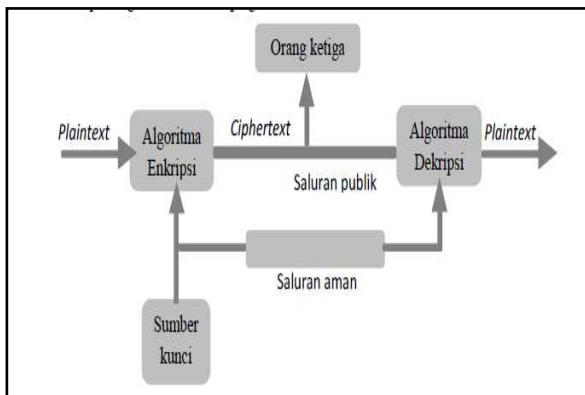 Orang ketiga
Plaintext
Algoritma
Enkripsi
Ciphertext
Saluran publik
Algoritma
Dekripsi
Plaintext
Saluran aman
Sumber
kunci